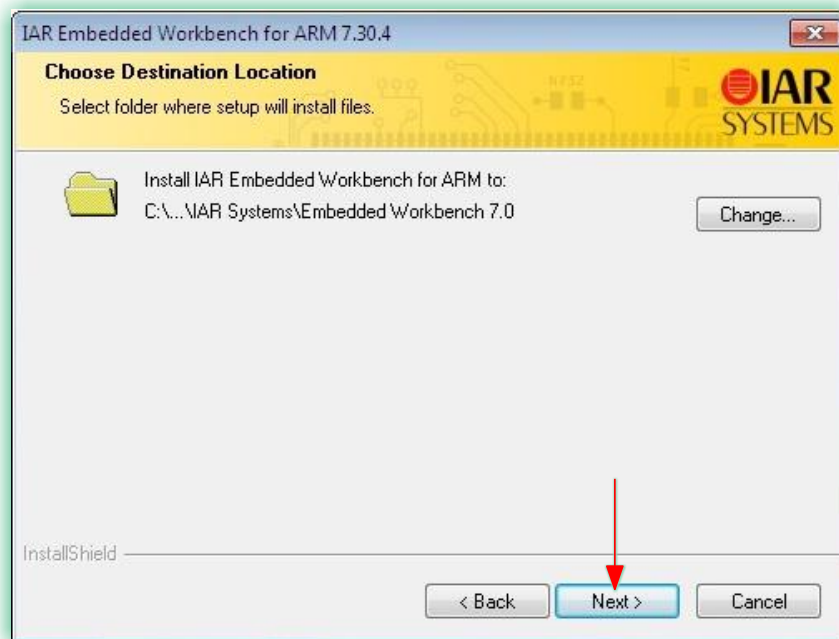 IAR Embedded Workbench for ARM 7.30.4
Choose Destination Location
Select folder where setup will install files.
IAR
SYSTEMS
Install IAR Embedded Workbench for ARM to:
C:\...\IAR Systems\Embedded Workbench 7.0
Change...
InstallShield
< Back
Next >
Cancel